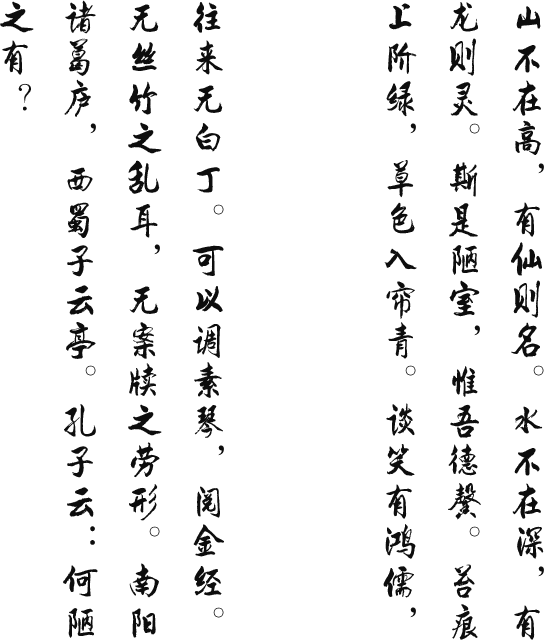 山不在高，有仙则名。水不在深，有
龙则灵。斯是陋室，惟吾德馨。苔痕
上阶绿，草色入帘青。谈笑有鸿儒，
往来无白丁。可以调素琴，阅金经。
无丝竹之乱耳，无案牍之劳形。南阳
诸葛庐，西蜀子云亭。孔子云：何陋
之有？